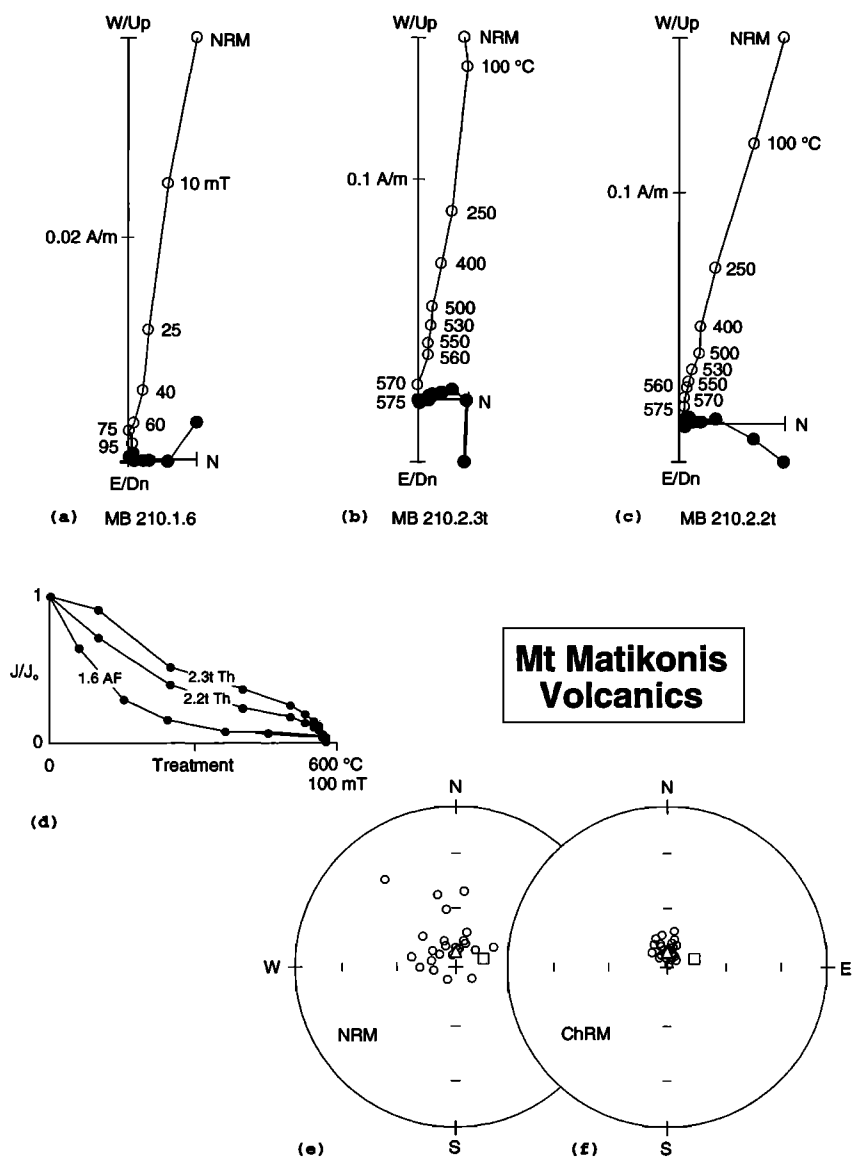 W/Up
NRM
10 mT
0.02 A/m
25
40
75
60
95
N
E/Dn
(a) MB 210.1.6
W/Up
NRM
100 °C
0.1 A/m
250
400
500
530
550
560
570
575
N
E/Dn
(b) MB 210.2.3t
W/Up
NRM
100 °C
0.1 A/m
250
400
500
530
560
550
575
570
N
E/Dn
(c) MB 210.2.2t
1
J/J₀
2.3t Th
1.6 AF
2.2t Th
0
0
Treatment
600 °C
100 mT
(d)
Mt Matikonis
Volcanics
N
N
W
E
NRM
ChRM
(e)
S
(f)
S